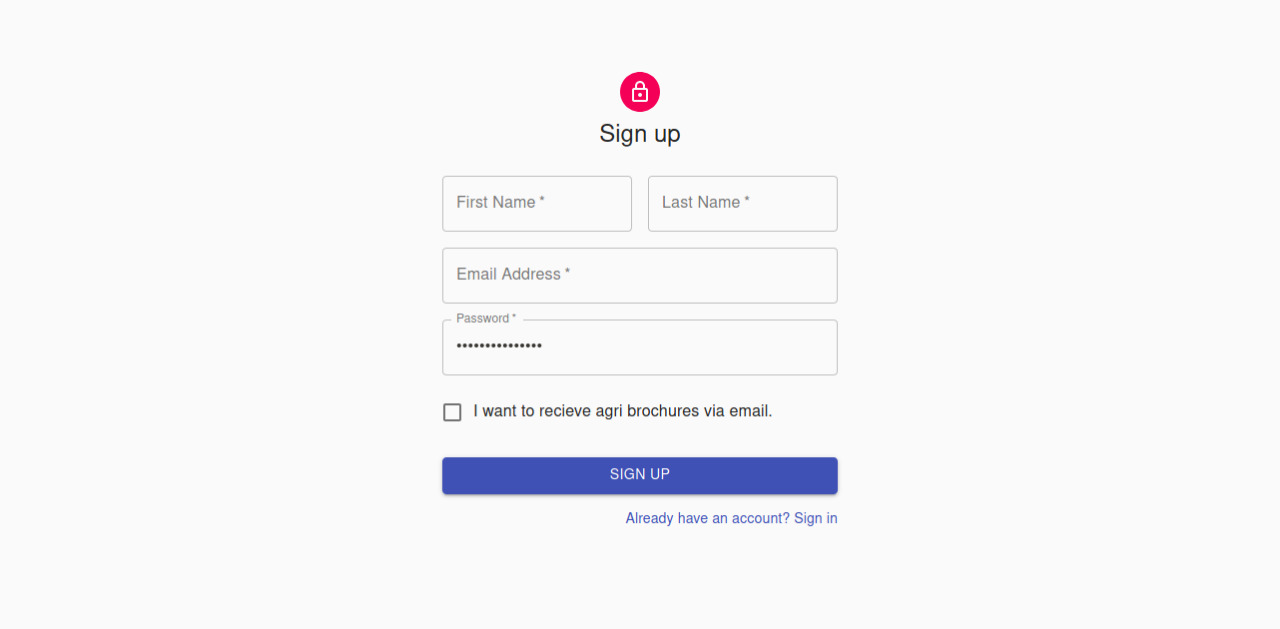 Sign up
First Name *
Last Name *
Email Address *
Password *
•••••••••••••••
I want to recieve agri brochures via email.
SIGN UP
Already have an account? Sign in